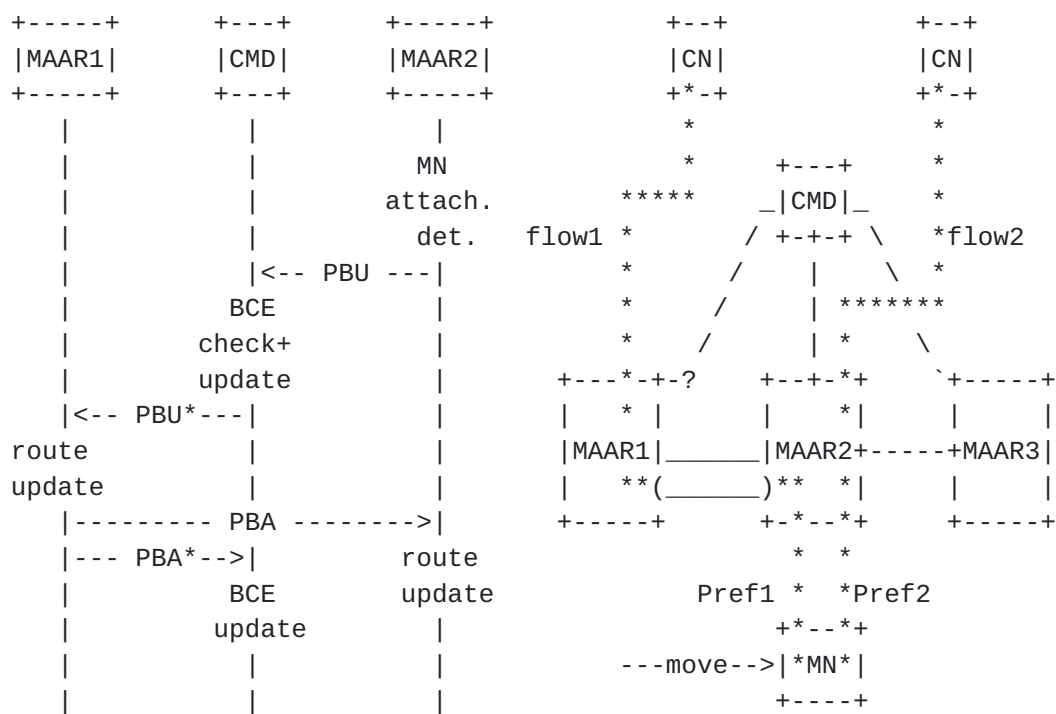 +-----+      +---+      +-----+           +--+            +--+
|MAAR1|      |CMD|      |MAAR2|           |CN|            |CN|
+-----+      +---+      +-----+           +*-+            +*-+
   |           |           |               *               *
   |           |          MN               *     +---+     *
   |           |        attach.        *****    _|CMD|_    *
   |           |          det.   flow1 *       / +-+-+ \   *flow2
   |           |<-- PBU ---|           *      /    |    \  *
   |          BCE          |           *     /     | *******
   |        check+         |           *    /      | *    \
   |        update         |       +---*-+-?    +--+-*+    `+-----+
   |<-- PBU*---|           |       |   * |      |    *|     |     |
route          |           |       |MAAR1|______|MAAR2+-----+MAAR3|
update         |           |       |   **(______)**  *|     |     |
   |--------- PBA -------->|       +-----+      +-*--*+     +-----+
   |--- PBA*-->|         route                    *  *
   |          BCE        update             Pref1 *  *Pref2
   |         update        |                     +*--*+
   |           |           |           ---move-->|*MN*|
   |           |           |                     +----+